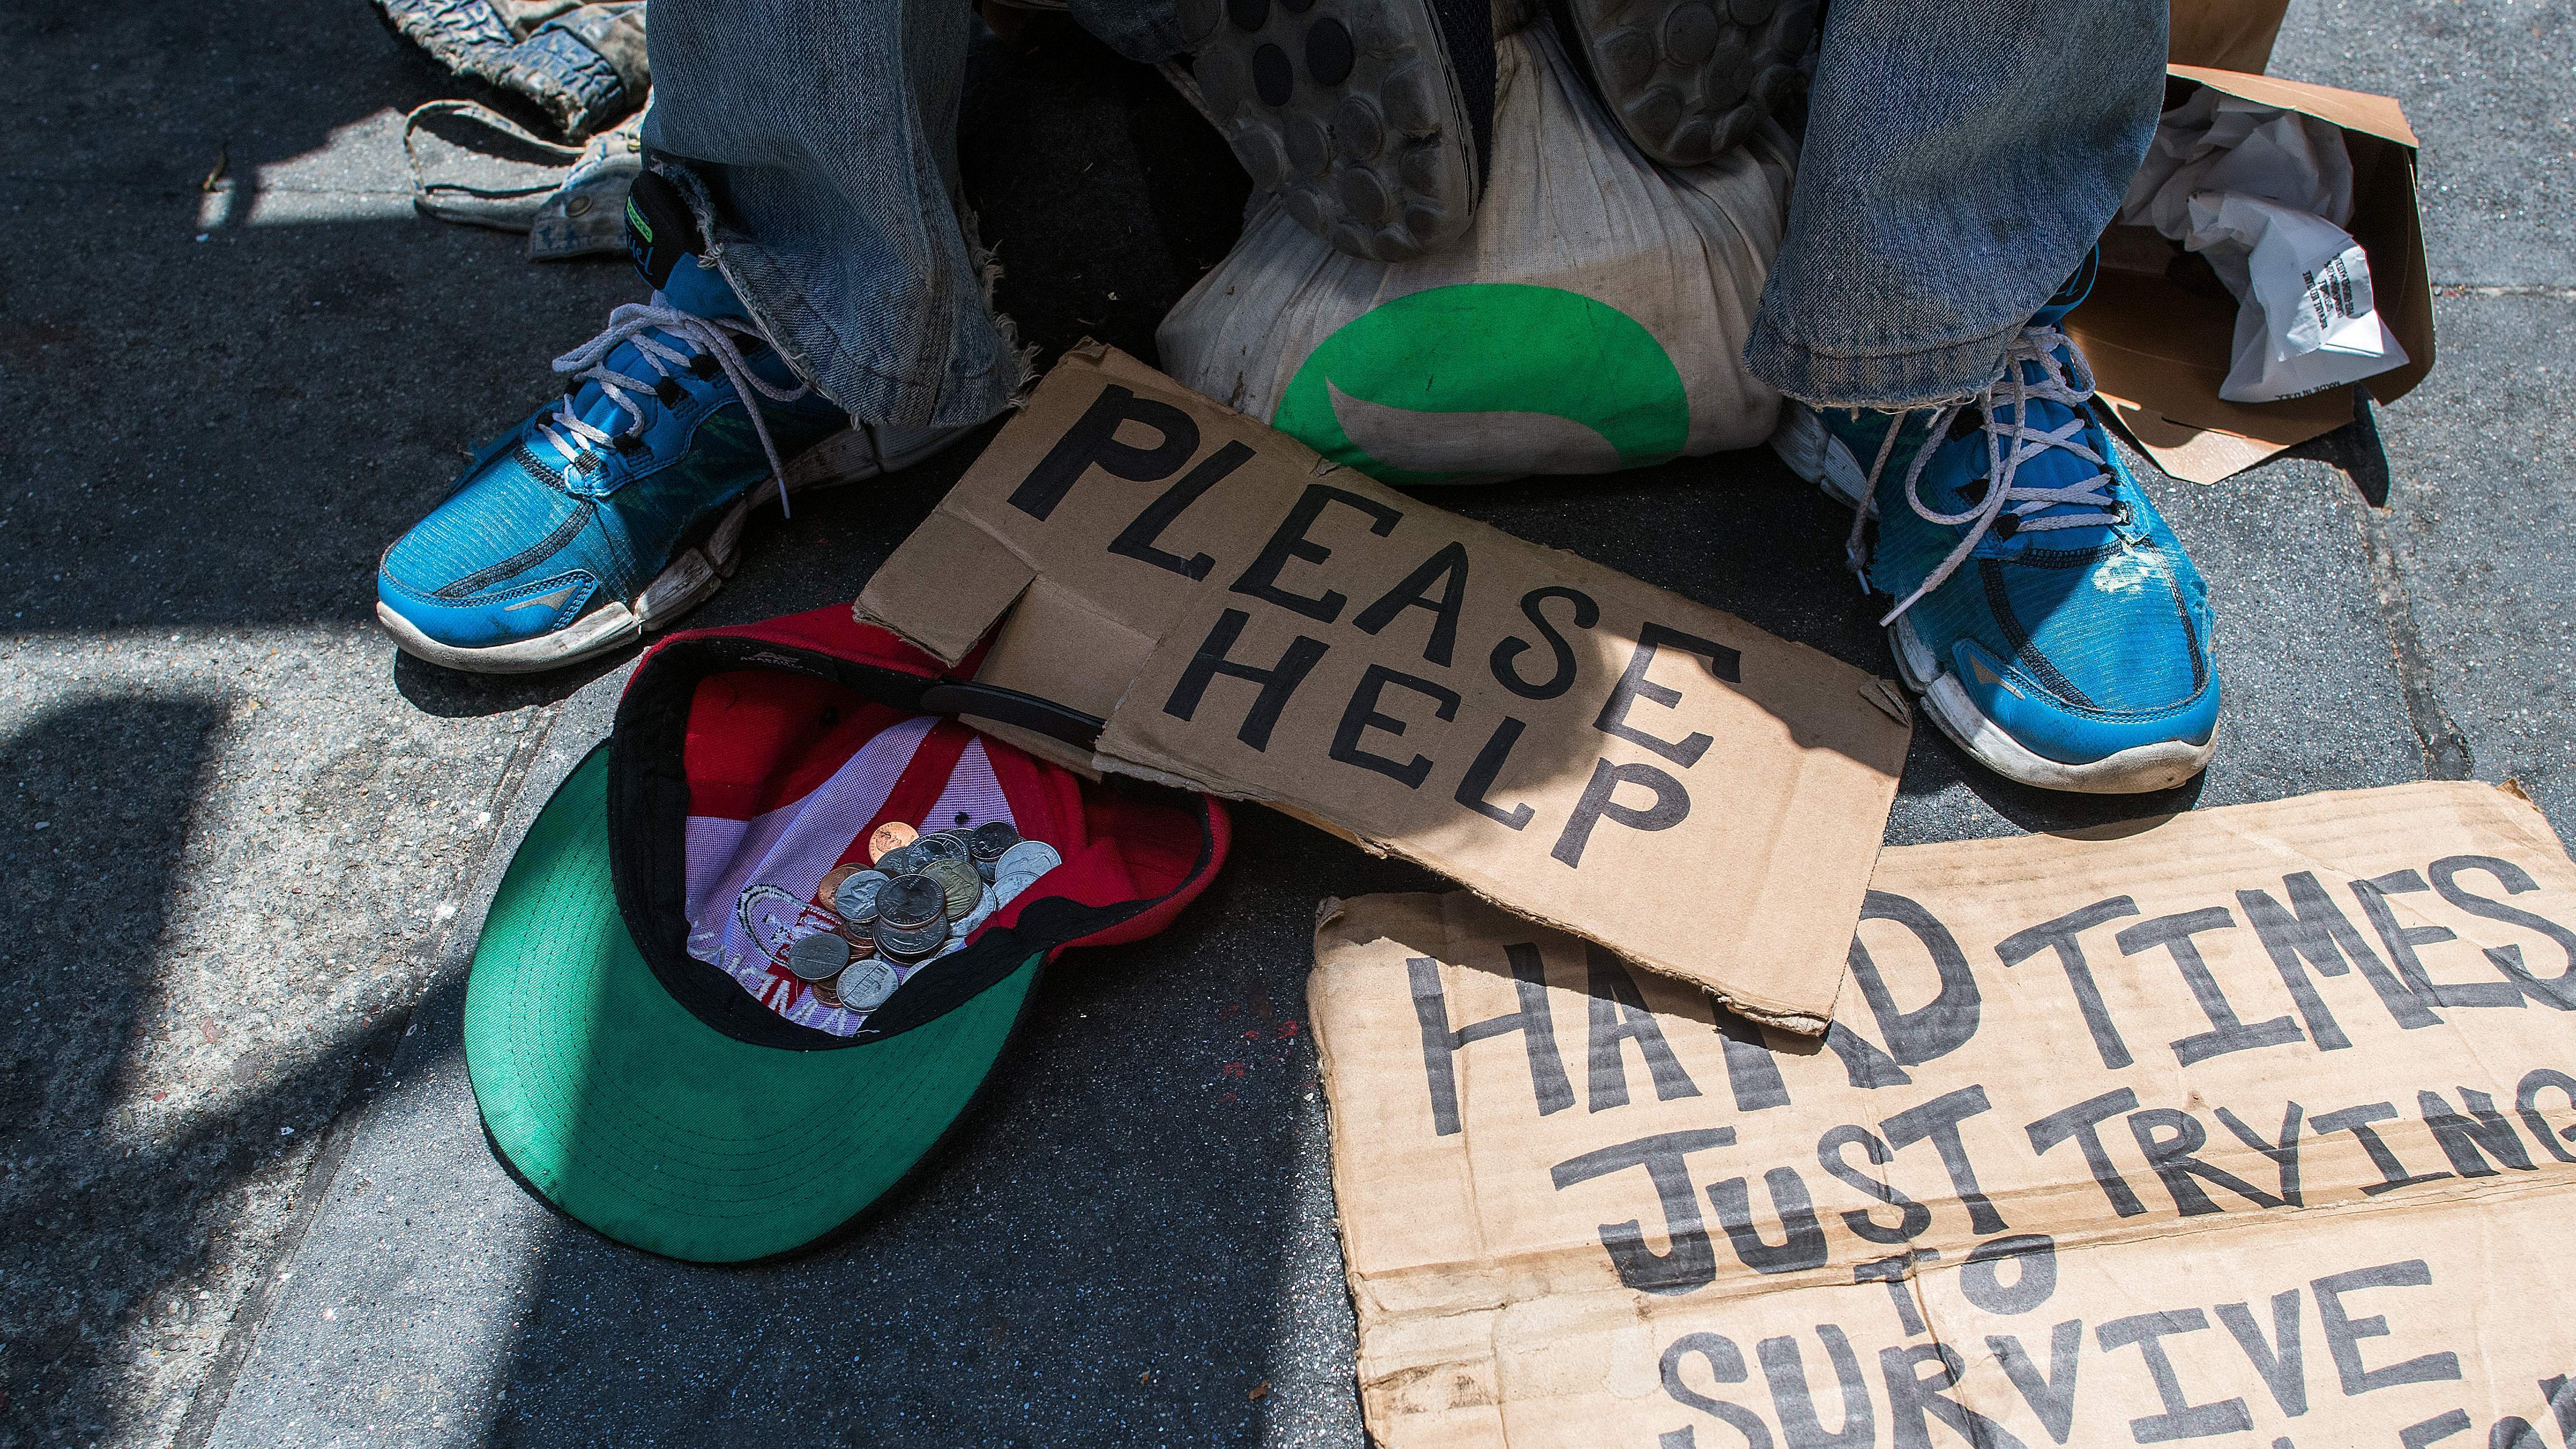 PLEASE
HELP
HARD TIMES
JUST TRYING
TO
SURVIVE